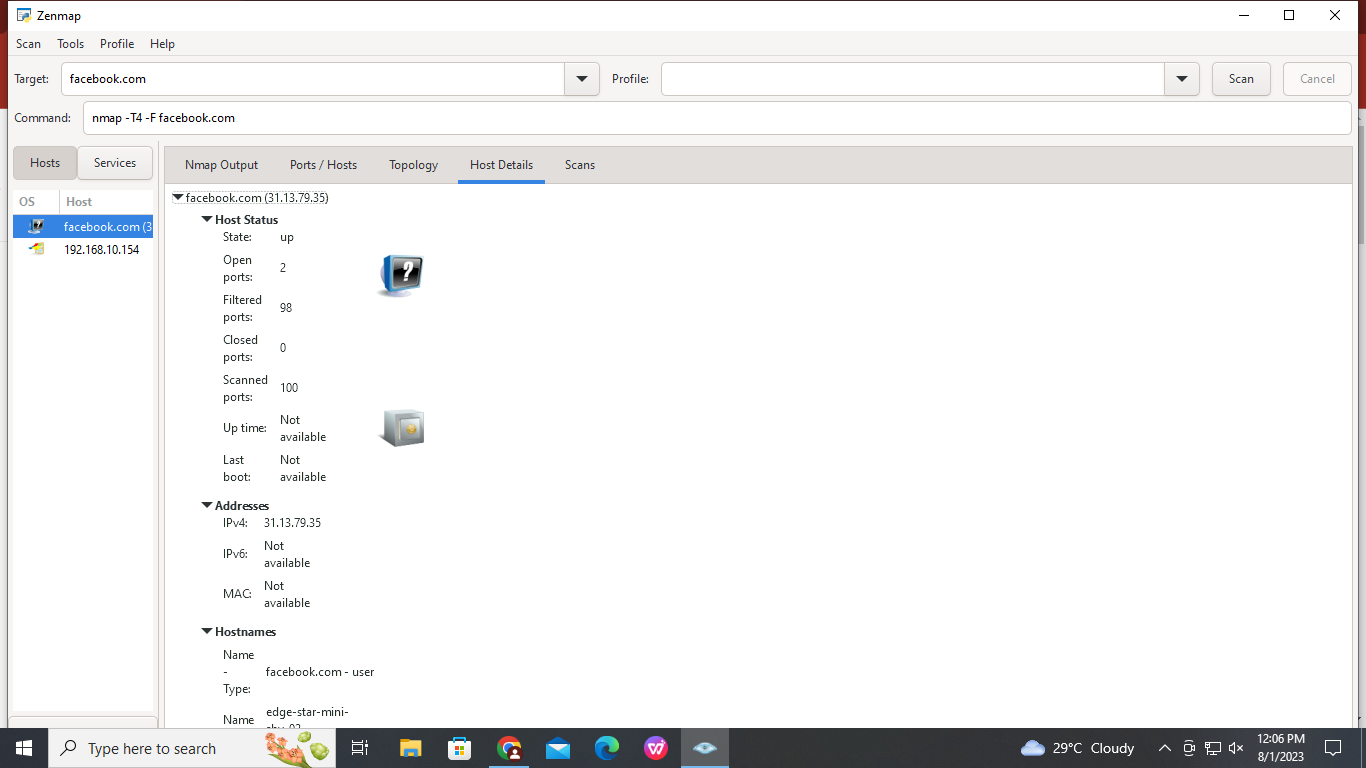 Zenmap
Scan Tools Profile Help
Target: facebook.com Profile: Scan Cancel
Command: nmap -T4 -F facebook.com
Hosts Services
Nmap Output Ports / Hosts Topology Host Details Scans
OS Host
facebook.com (3
192.168.10.154
facebook.com (31.13.79.35)
Host Status
State: up
Open
ports: 2
Filtered
ports: 98
Closed
ports: 0
Scanned
ports: 100
Up time: Not
available
Last
boot: Not
available
Addresses
IPv4: 31.13.79.35
IPv6: Not
available
MAC: Not
available
Hostnames
Name
-
Type: facebook.com - user
Name edge-star-mini-
Type here to search
29°C Cloudy
12:06 PM
8/1/2023